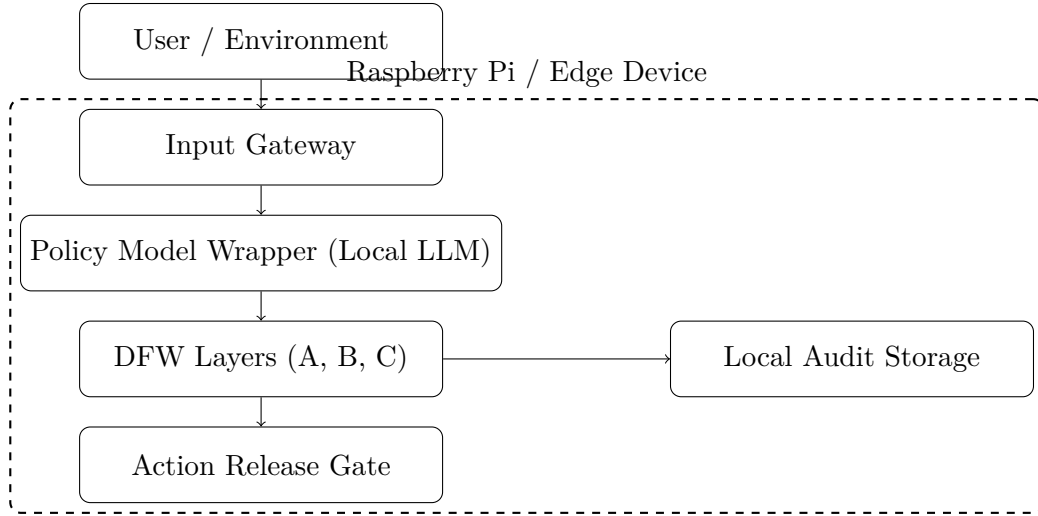 User / Environment
Raspberry Pi / Edge Device
Input Gateway
Policy Model Wrapper (Local LLM)
DFW Layers (A, B, C)
Local Audit Storage
Action Release Gate